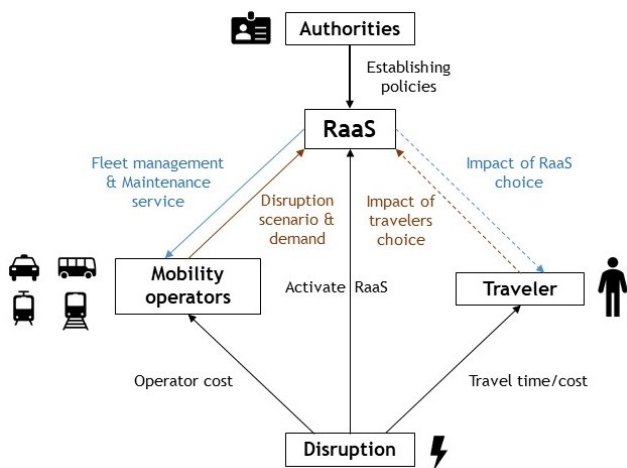 Authorities
Establishing
policies
RaaS
Fleet management
& Maintenance
service
Disruption
scenario &
demand
Impact of
travelers
choice
Impact of RaaS
choice
Mobility
operators
Activate RaaS
Traveler
Operator cost
Travel time/cost
Disruption